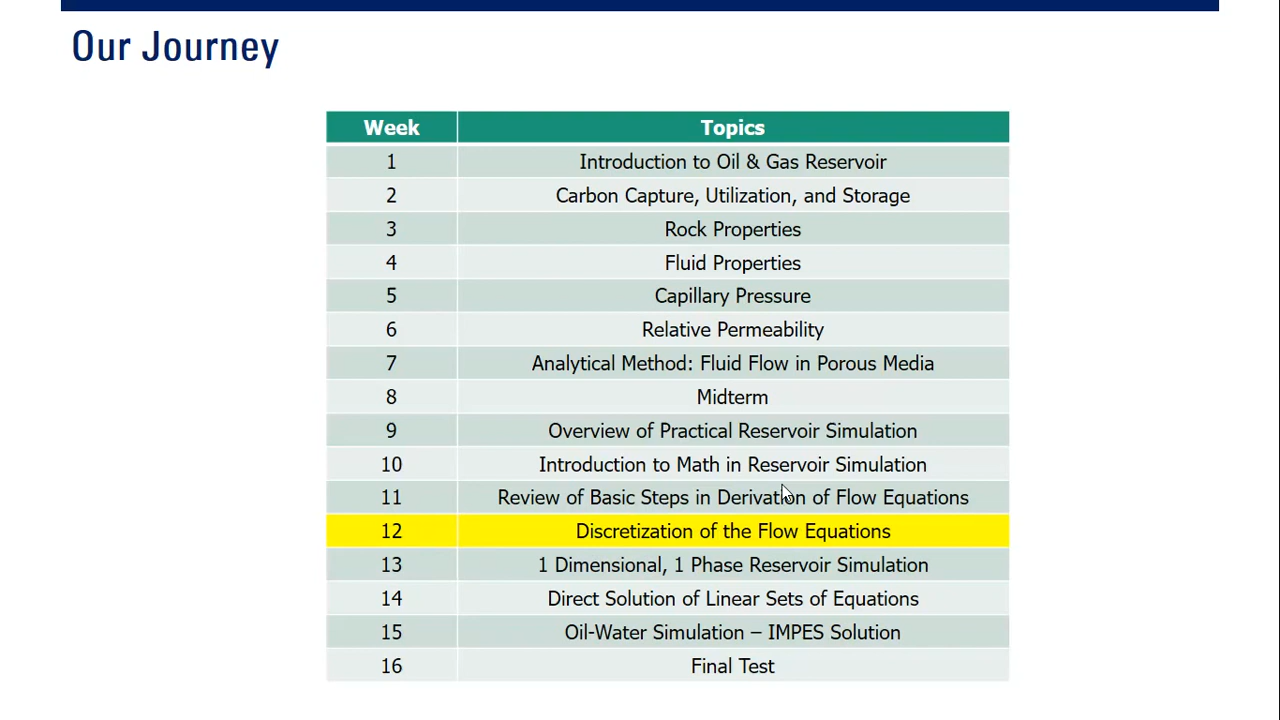 Our Journey
Week Topics
1 Introduction to Oil & Gas Reservoir
2 Carbon Capture, Utilization, and Storage
3 Rock Properties
4 Fluid Properties
5 Capillary Pressure
6 Relative Permeability
7 Analytical Method: Fluid Flow in Porous Media
8 Midterm
9 Overview of Practical Reservoir Simulation
10 Introduction to Math in Reservoir Simulation
11 Review of Basic Steps in Derivation of Flow Equations
12 Discretization of the Flow Equations
13 1 Dimensional, 1 Phase Reservoir Simulation
14 Direct Solution of Linear Sets of Equations
15 Oil-Water Simulation – IMPES Solution
16 Final Test